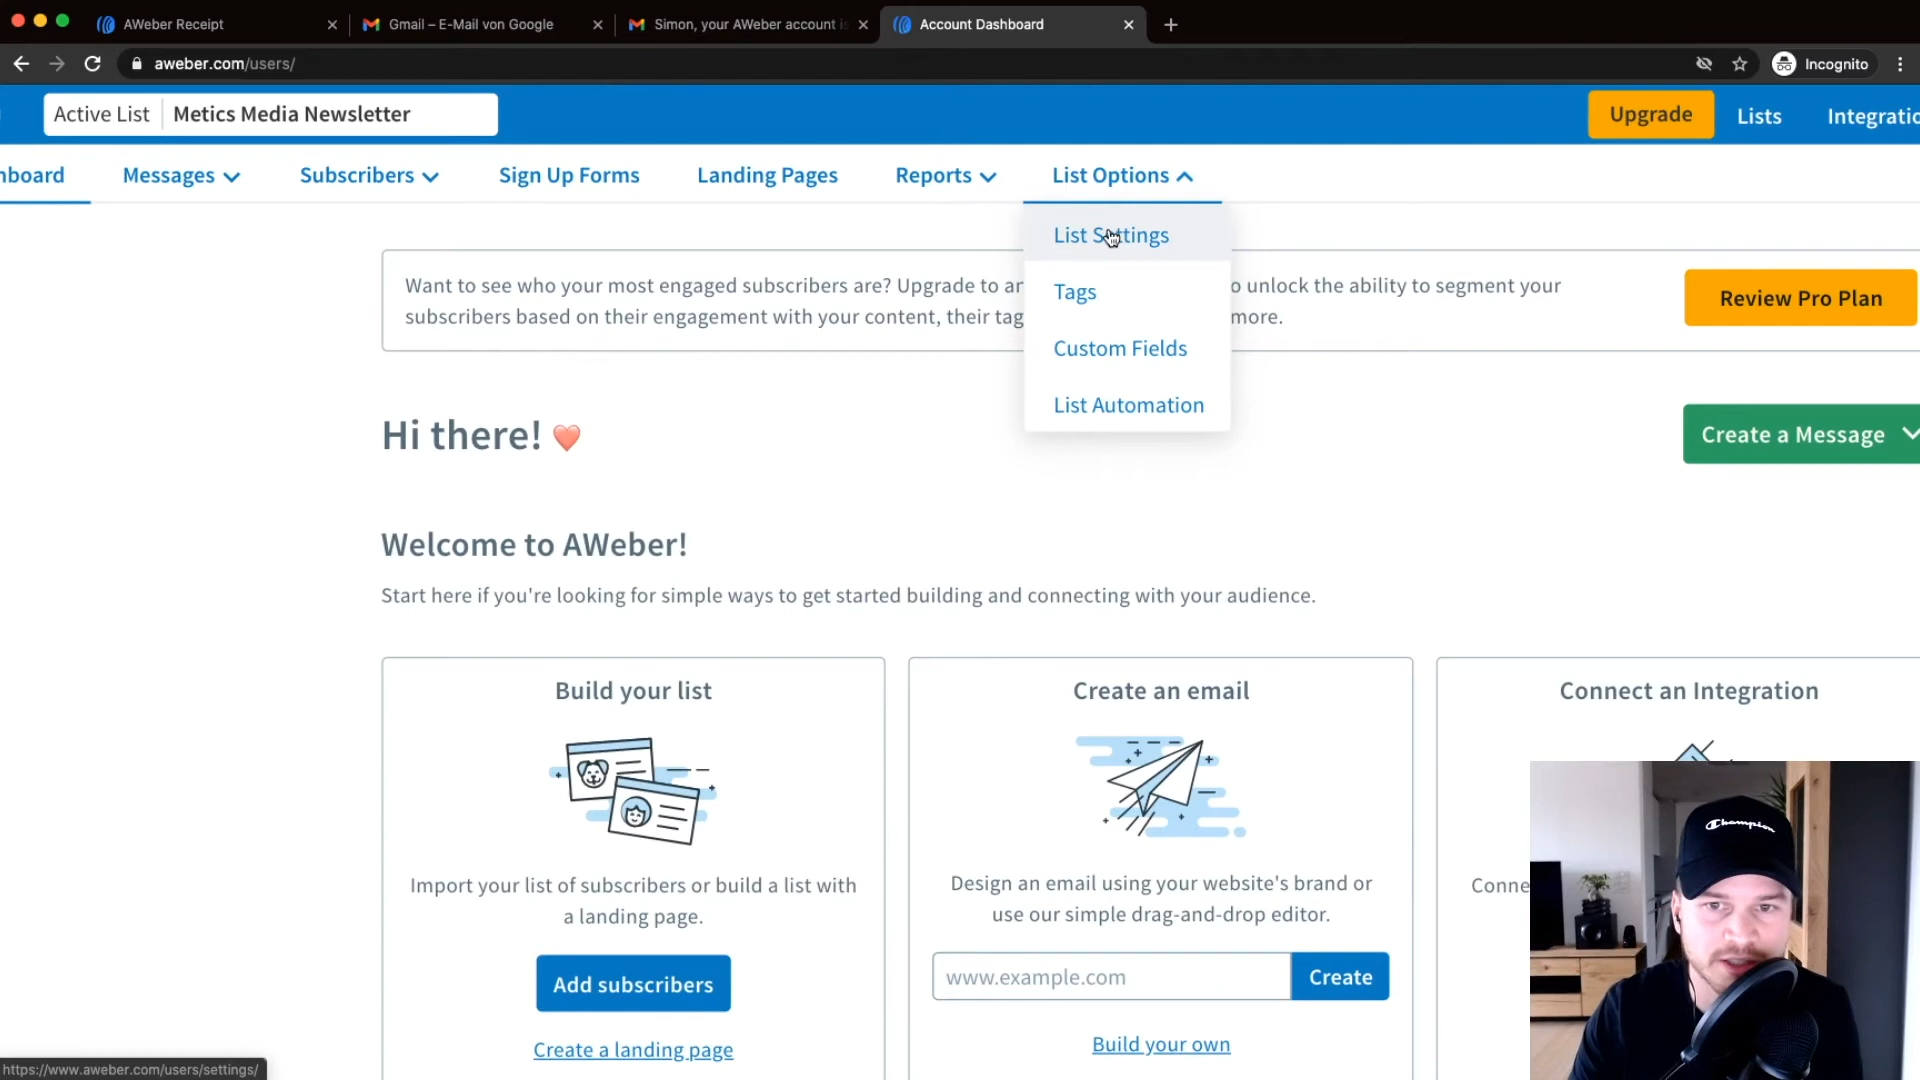 AWeber Receipt
Gmail – E-Mail von Google
Simon, your AWeber account is
Account Dashboard
aweber.com/users/
Incognito
Active List
Metics Media Newsletter
Upgrade
Lists
Integratio
board
Messages
Subscribers
Sign Up Forms
Landing Pages
Reports
List Options
List Settings
Tags
Custom Fields
List Automation
Want to see who your most engaged subscribers are? Upgrade to an
o unlock the ability to segment your
subscribers based on their engagement with your content, their tag
more.
Review Pro Plan
Hi there!
Create a Message
Welcome to AWeber!
Start here if you're looking for simple ways to get started building and connecting with your audience.
Build your list
Import your list of subscribers or build a list with
a landing page.
Add subscribers
Create a landing page
Create an email
Design an email using your website's brand or
use our simple drag-and-drop editor.
www.example.com
Create
Build your own
Connect an Integration
Conne
Champion
https://www.aweber.com/users/settings/